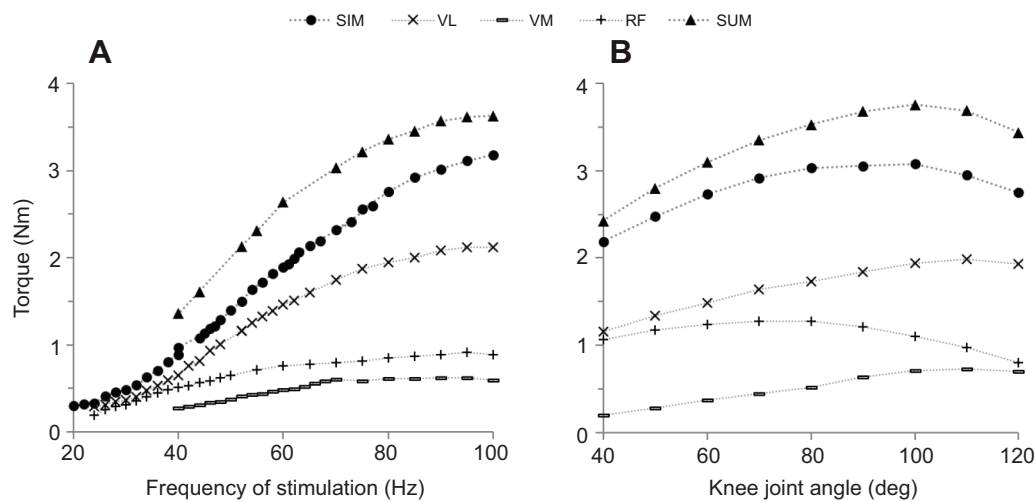 SIM VL VM RF SUM
A B
4 4
3 3
2 2
1 1
0 0
20 40 60 80 100 40 60 80 100 120
Torque (Nm)
Frequency of stimulation (Hz) Knee joint angle (deg)